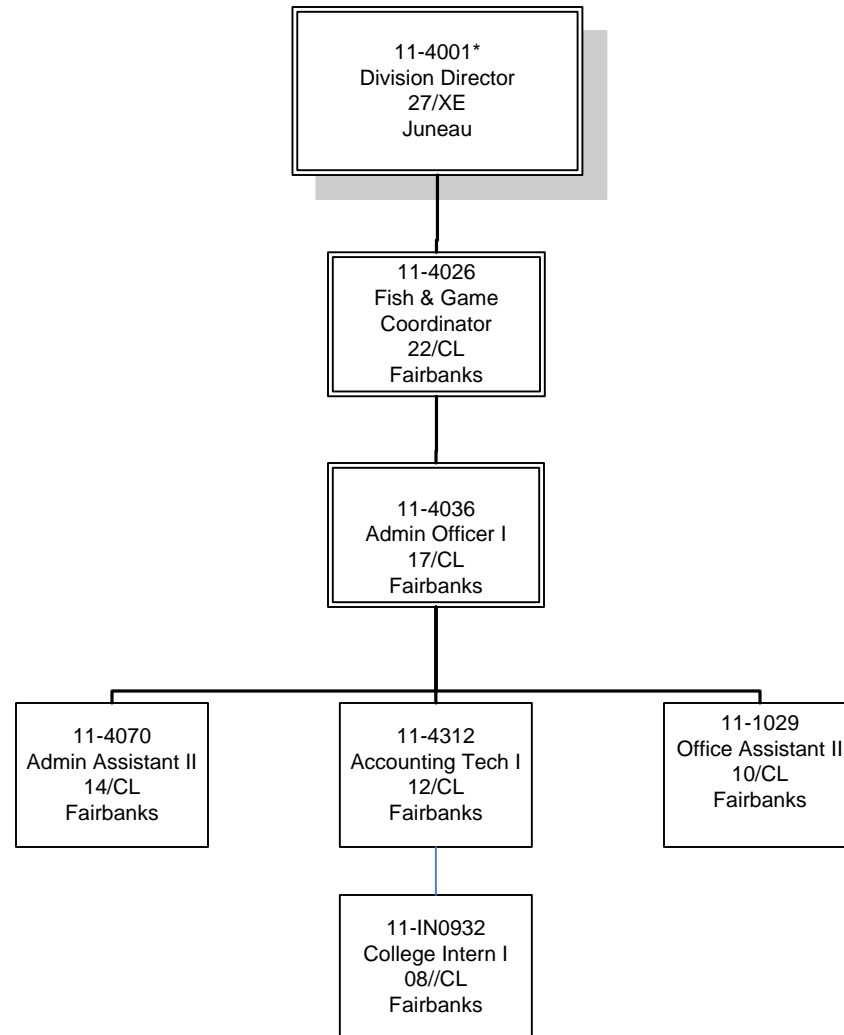 11-4001*
Division Director
27/XE
Juneau
11-4026
Fish & Game
Coordinator
22/CL
Fairbanks
11-4036
Admin Officer I
17/CL
Fairbanks
11-4070
Admin Assistant II
14/CL
Fairbanks
11-4312
Accounting Tech I
12/CL
Fairbanks
11-1029
Office Assistant II
10/CL
Fairbanks
11-IN0932
College Intern I
08//CL
Fairbanks